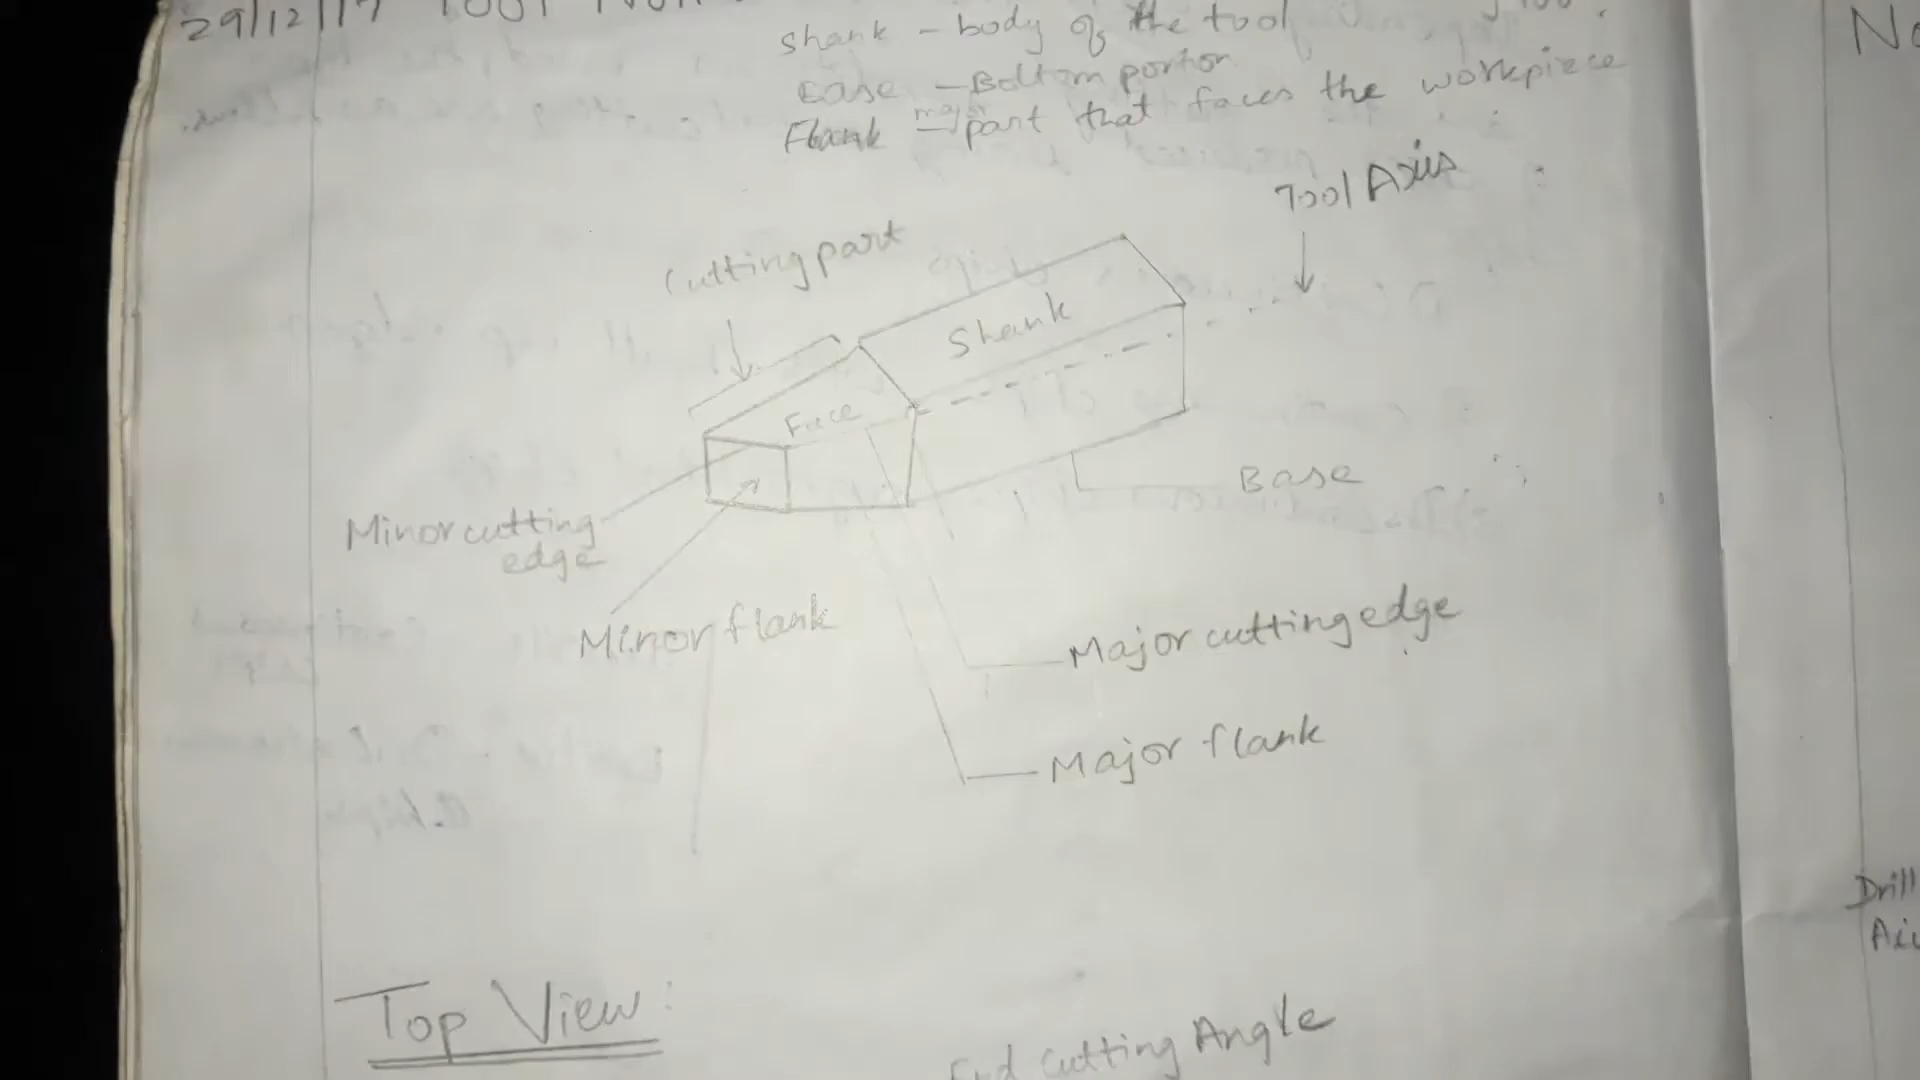 29/12/17 Tool
Shank - body of the tool
Base - Bottom portion
Flank - major part that faces the workpiece
Tool Axis
Cutting part
Shank
Face
Base
Minor cutting
edge
Minor flank
Major cutting edge
Major flank
Top View:
End Cutting Angle
No
Drill